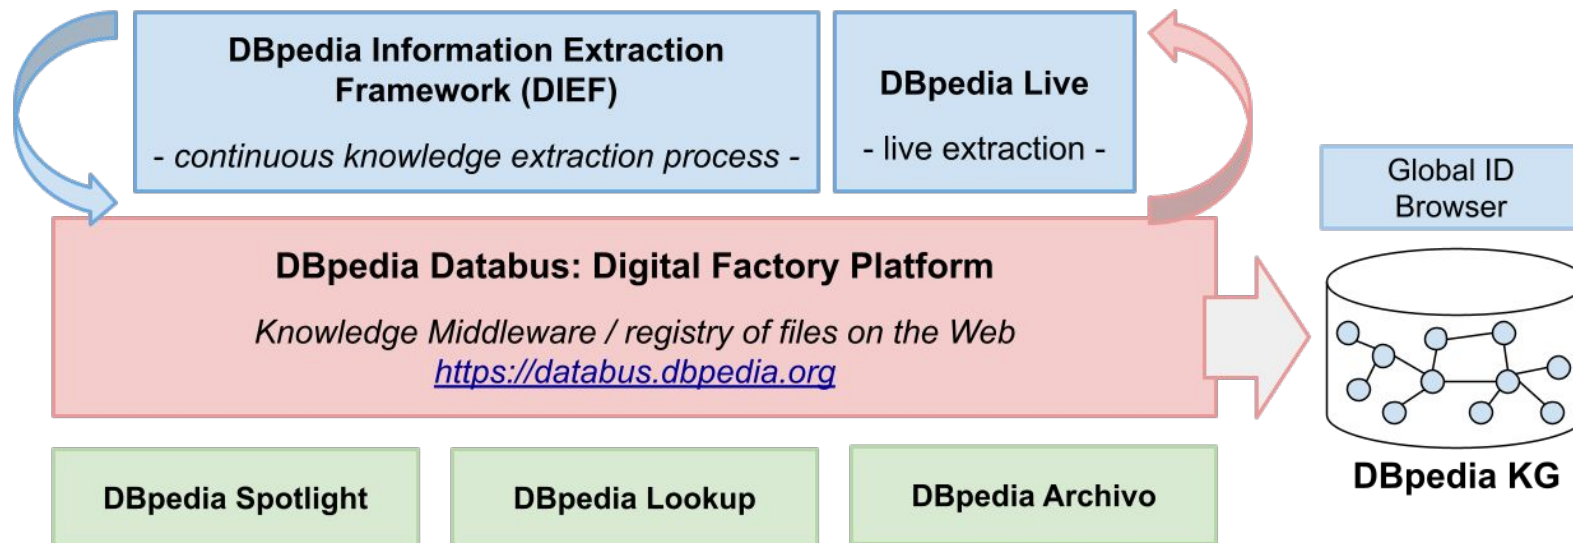 DBpedia Information Extraction
Framework (DIEF)
- continuous knowledge extraction process -
DBpedia Live
- live extraction -
Global ID
Browser
DBpedia Databus: Digital Factory Platform
Knowledge Middleware / registry of files on the Web
https://databus.dbpedia.org
DBpedia KG
DBpedia Spotlight
DBpedia Lookup
DBpedia Archivo